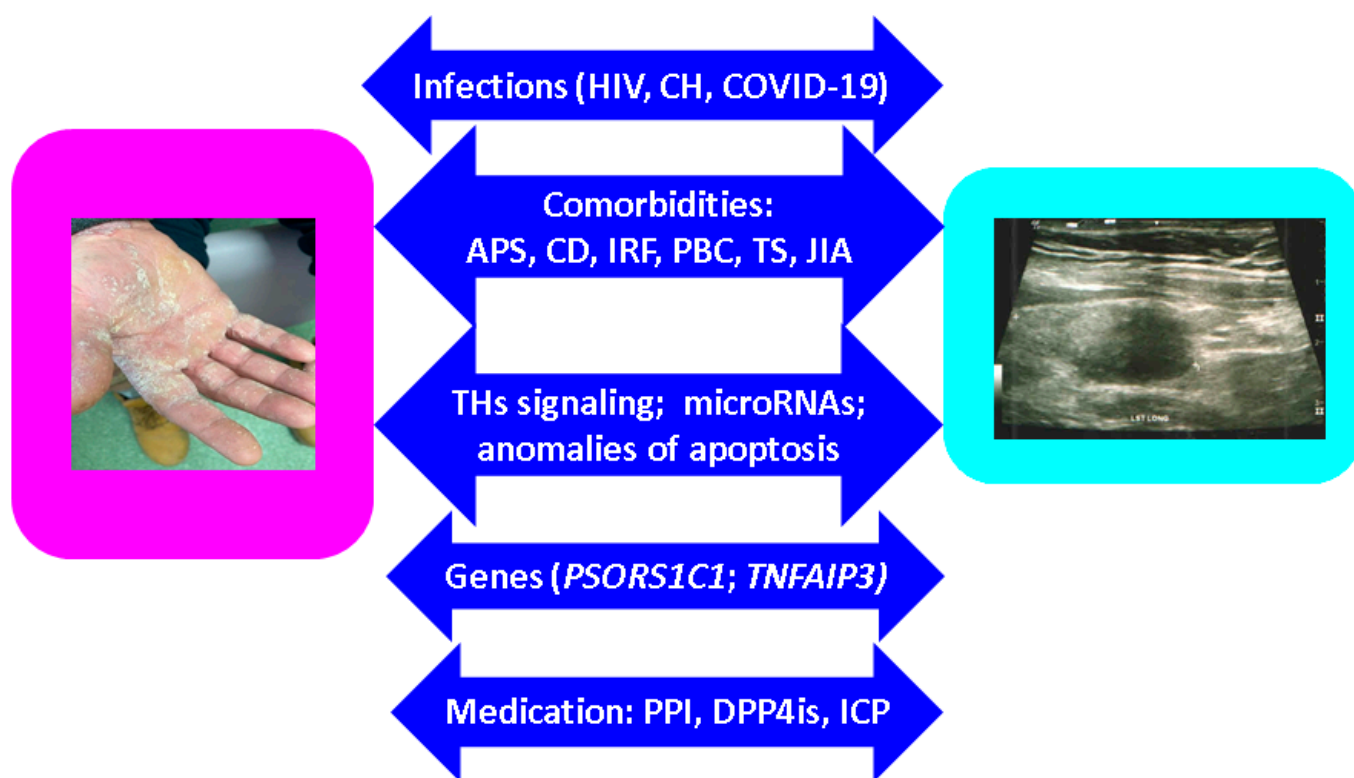 Infections (HIV, CH, COVID-19)
Comorbidities:
APS, CD, IRF, PBC, TS, JIA
THs signaling; microRNAs;
anomalies of apoptosis
Genes (PSORS1C1; TNFAIP3)
Medication: PPI, DPP4is, ICP